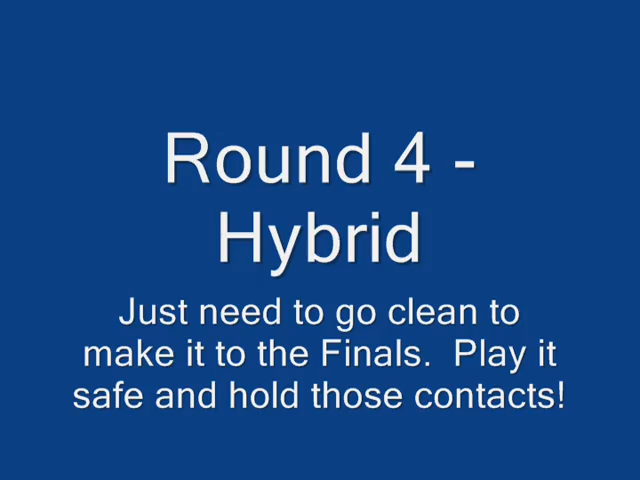 Round 4 -
Hybrid
Just need to go clean to
make it to the Finals.  Play it
safe and hold those contacts!